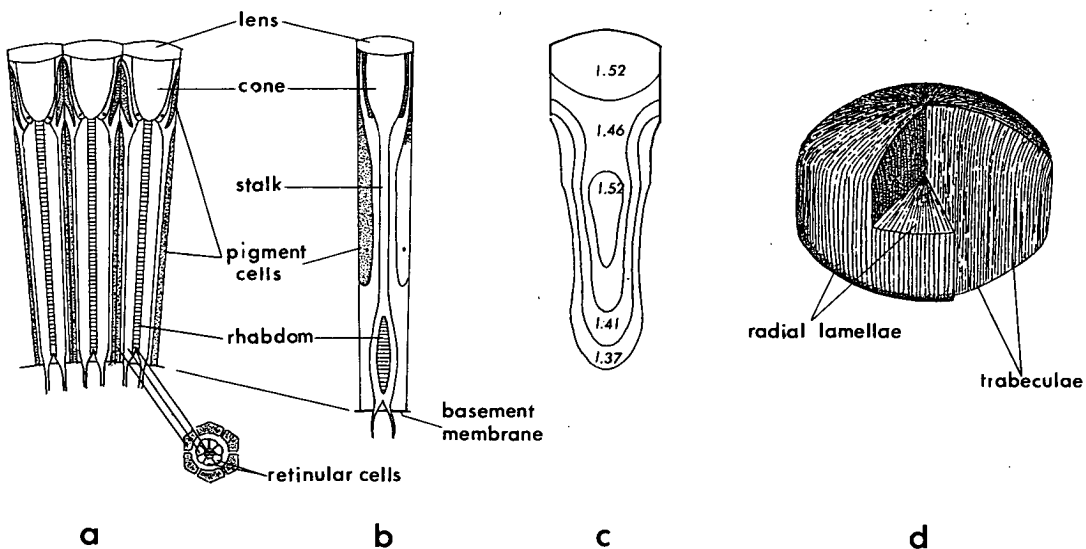 lens
cone
stalk
pigment
cells
rhabdom
basement
membrane
retinular cells
1.52
1.46
1.52
1.41
1.37
radial lamellae
trabeculae
a
b
c
d